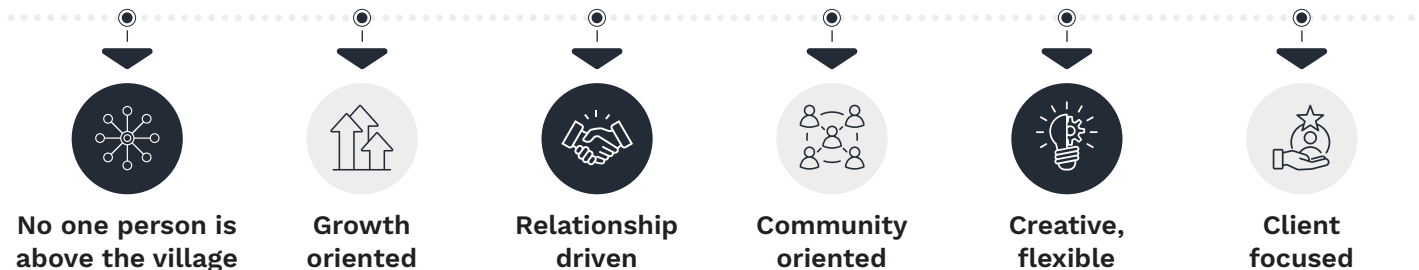 No one person is
above the village
Growth
oriented
Relationship
driven
Community
oriented
Creative,
flexible
Client
focused